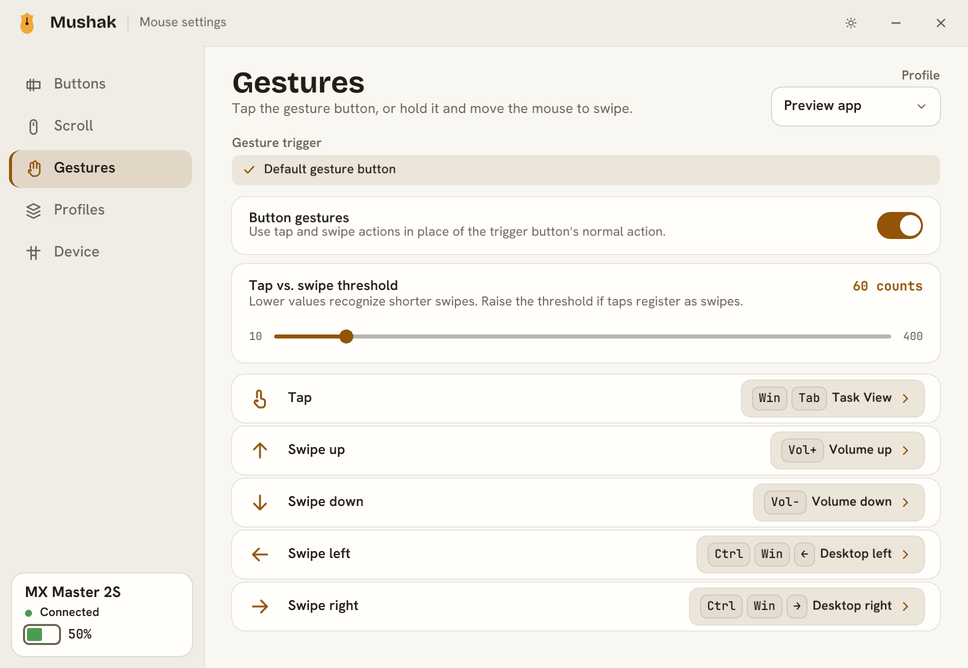 Mushak
Mouse settings
Buttons
Scroll
Gestures
Profiles
Device
MX Master 2S
Connected
50%
Gestures
Tap the gesture button, or hold it and move the mouse to swipe.
Profile
Preview app
Gesture trigger
Default gesture button
Button gestures
Use tap and swipe actions in place of the trigger button's normal action.
Tap vs. swipe threshold
60 counts
Lower values recognize shorter swipes. Raise the threshold if taps register as swipes.
10
400
Tap
Win Tab Task View
Swipe up
Vol+ Volume up
Swipe down
Vol- Volume down
Swipe left
Ctrl Win ← Desktop left
Swipe right
Ctrl Win → Desktop right